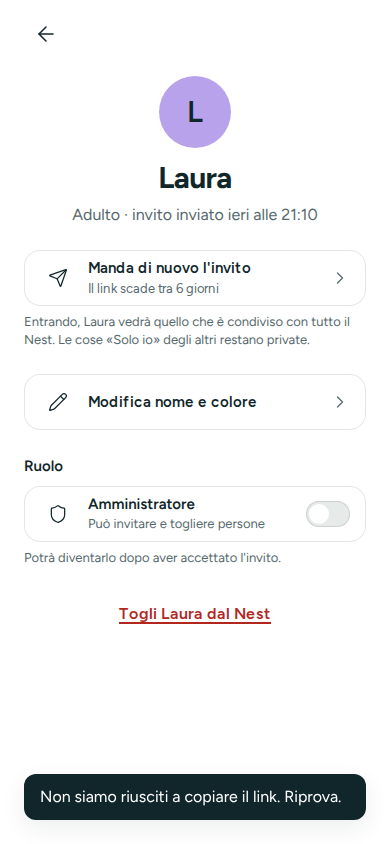 L
Laura
Adulto · invito inviato ieri alle 21:10
Manda di nuovo l'invito
Il link scade tra 6 giorni
Entrando, Laura vedrà quello che è condiviso con tutto il
Nest. Le cose «Solo io» degli altri restano private.
Modifica nome e colore
Ruolo
Amministratore
Può invitare e togliere persone
Potrà diventarlo dopo aver accettato l'invito.
Togli Laura dal Nest
Non siamo riusciti a copiare il link. Riprova.